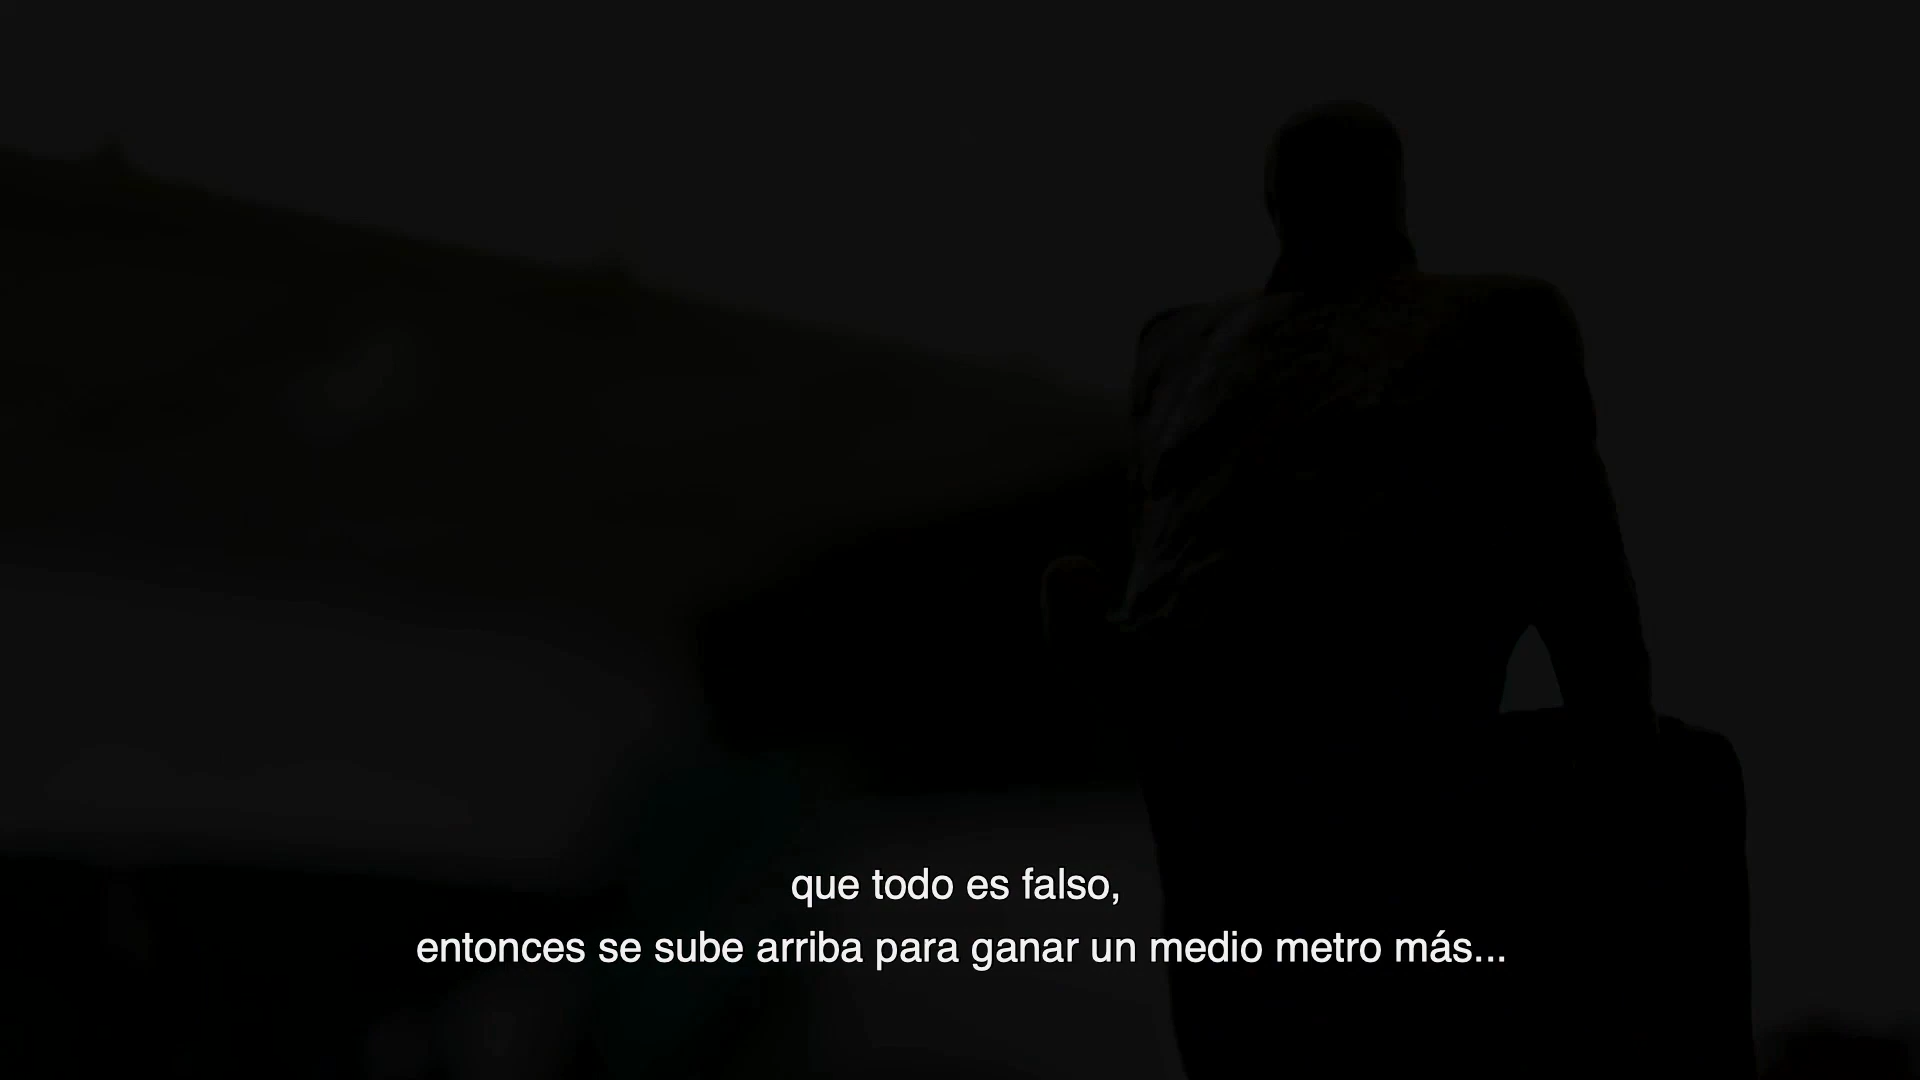 que todo es falso,
entonces se sube arriba para ganar un medio metro más...